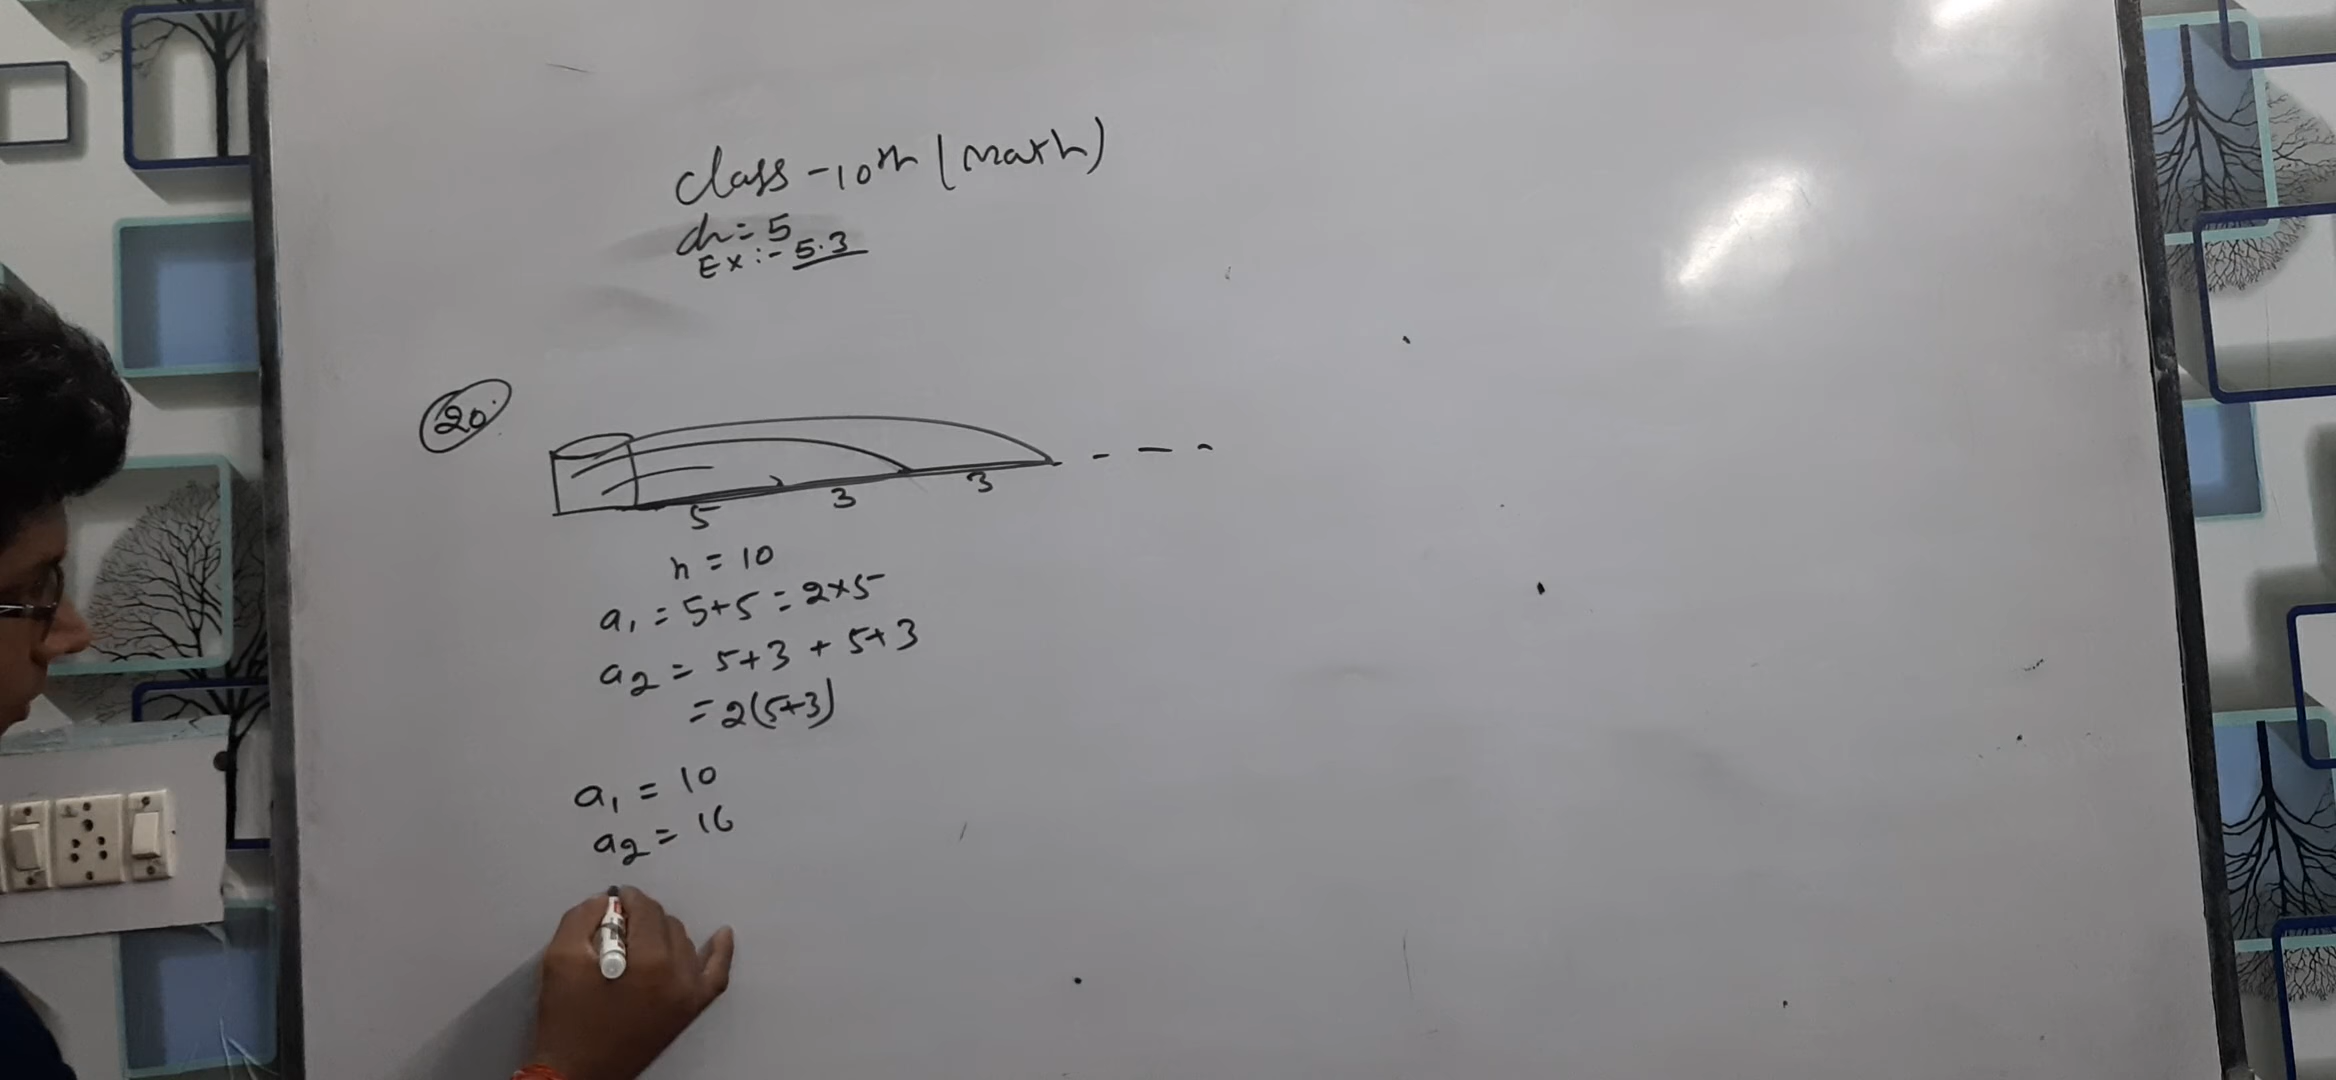 class -10th (math)
ch = 5
Ex :- 5.3
20.
5 3 3
n = 10
a1 = 5+5 = 2×5
a2 = 5+3 + 5+3
= 2(5+3)
a1 = 10
a2 = 16